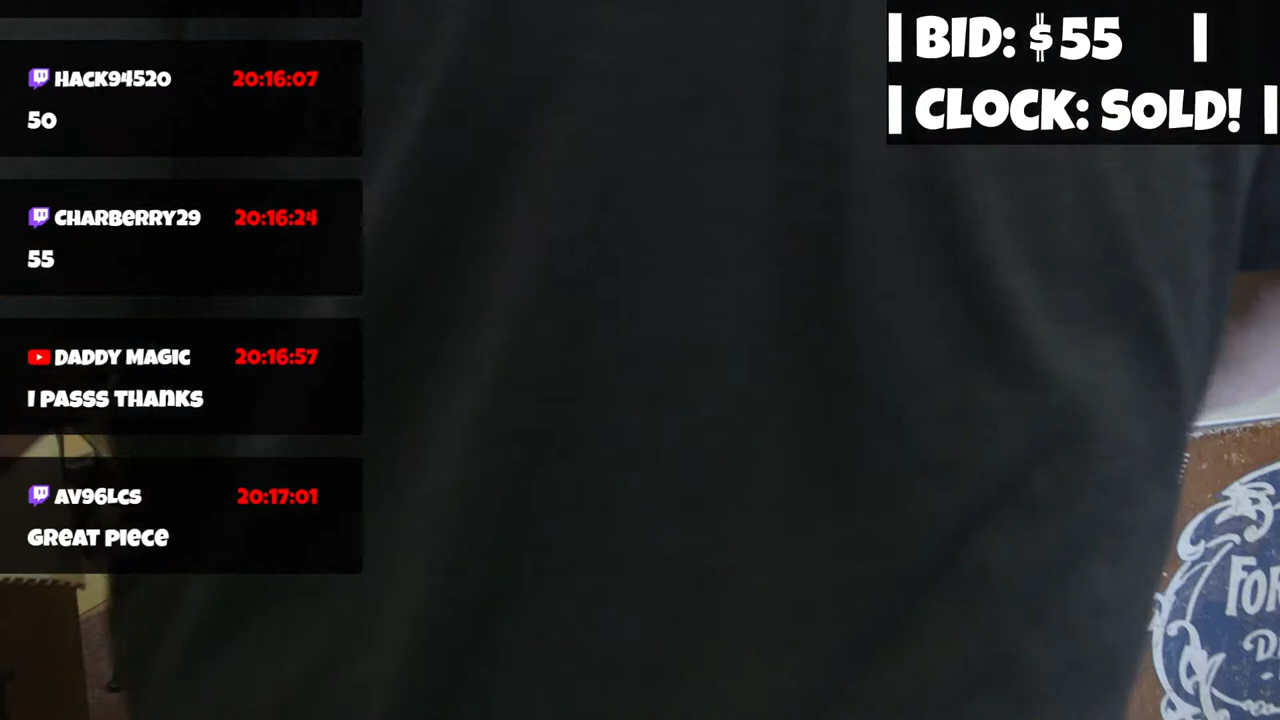 HACK94520 20:16:07
50
CHARBERRY29 20:16:24
55
DADDY MAGIC 20:16:57
I PASSS THANKS
AV96LCS 20:17:01
GREAT PIECE
| BID: $55 |
| CLOCK: SOLD! |